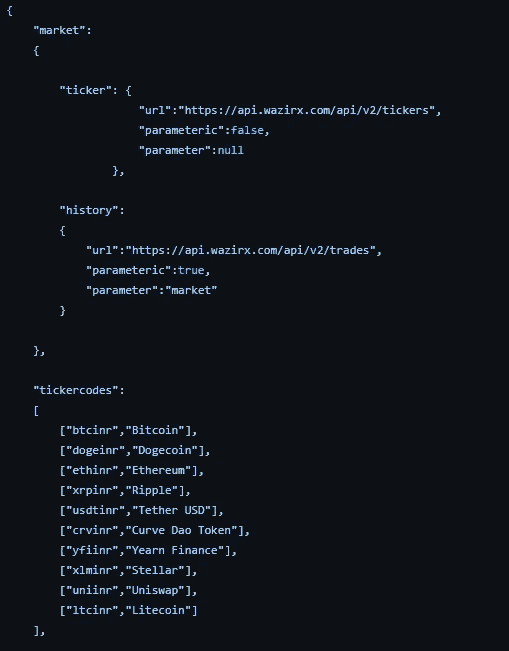 {
"market":
{
"ticker": {
"url":"https://api.wazirx.com/api/v2/tickers",
"parameteric":false,
"parameter":null
},
"history":
{
"url":"https://api.wazirx.com/api/v2/trades",
"parameteric":true,
"parameter":"market"
}
},
"tickercodes":
[
["btcinr","Bitcoin"],
["dogeinr","Dogecoin"],
["ethinr","Ethereum"],
["xrpinr","Ripple"],
["usdtinr","Tether USD"],
["crvinr","Curve Dao Token"],
["yfiinr","Yearn Finance"],
["xlminr","Stellar"],
["uniinr","Uniswap"],
["ltcinr","Litecoin"]
],